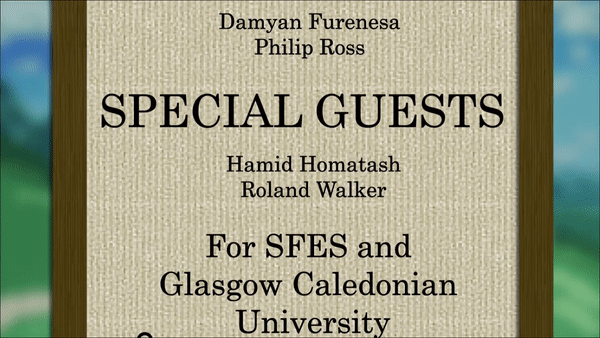 Damyan Furenesa
Philip Ross
SPECIAL GUESTS
Hamid Homatash
Roland Walker
For SFES and
Glasgow Caledonian
University